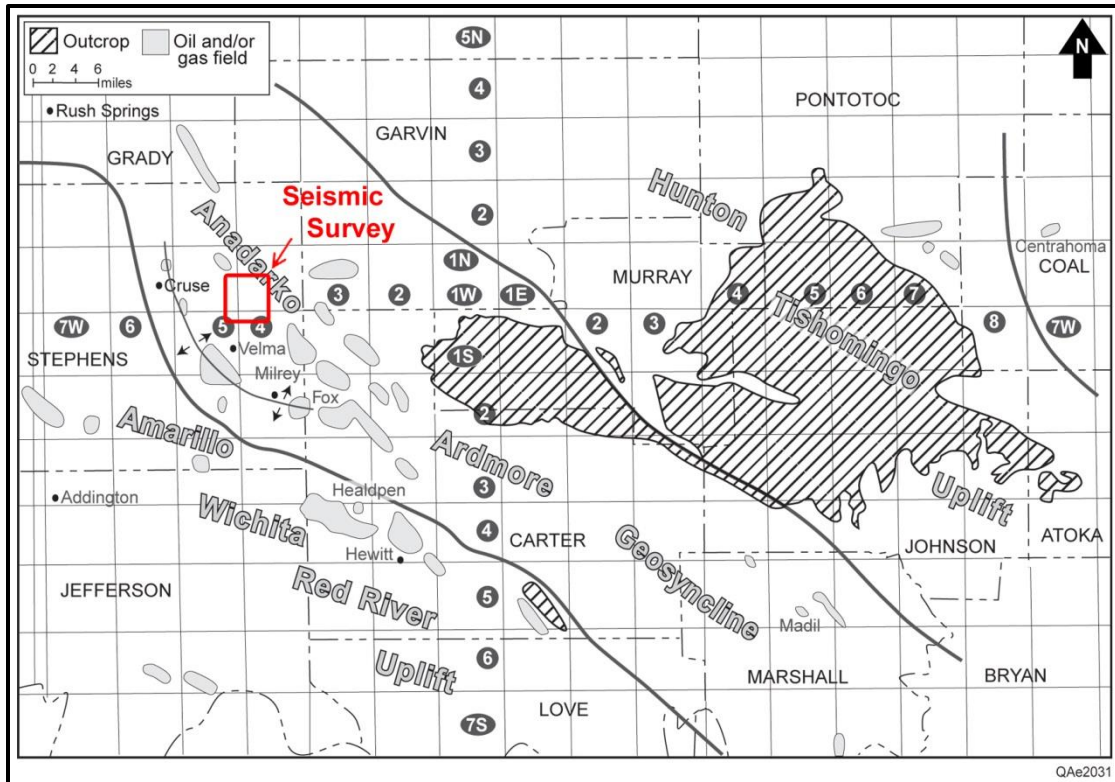 Outcrop
Oil and/or
gas field
0 2 4 6
miles
N
5N
4
3
2
1N
Rush Springs
GRADY
GARVIN
PONTOTOC
Seismic
Survey
Anadarko
Hunton
MURRAY
Centrahoma
COAL
Cruse
7W
6
5
4
3
2
1W
1E
2
3
4
5
6
7
8
7W
Tishomingo
STEPHENS
Velma
Milrey
Fox
1S
2
Amarillo
Ardmore
Addington
Wichita
Healdpen
3
Uplift
Hewitt
4
CARTER
Geosyncline
JOHNSON
ATOKA
JEFFERSON
Red River
5
Madil
Uplift
6
MARSHALL
BRYAN
LOVE
7S
QAe2031